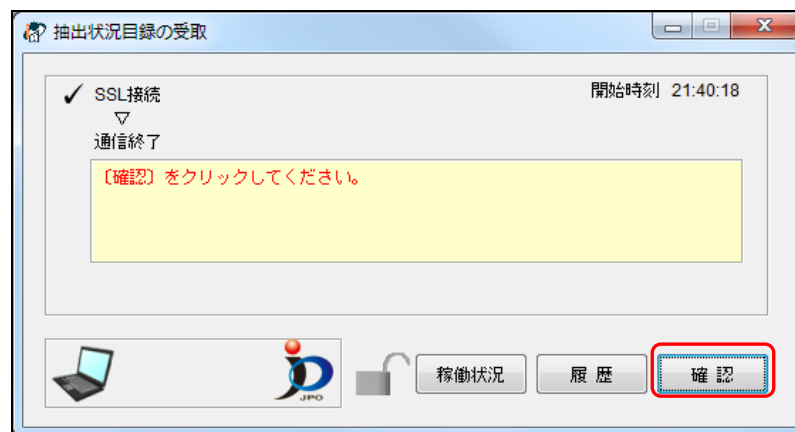 抽出状況目録の受取
✓ SSL接続 開始時刻 21:40:18
▽
通信終了
〔確認〕をクリックしてください。
JPO
稼働状況 履 歴 確 認